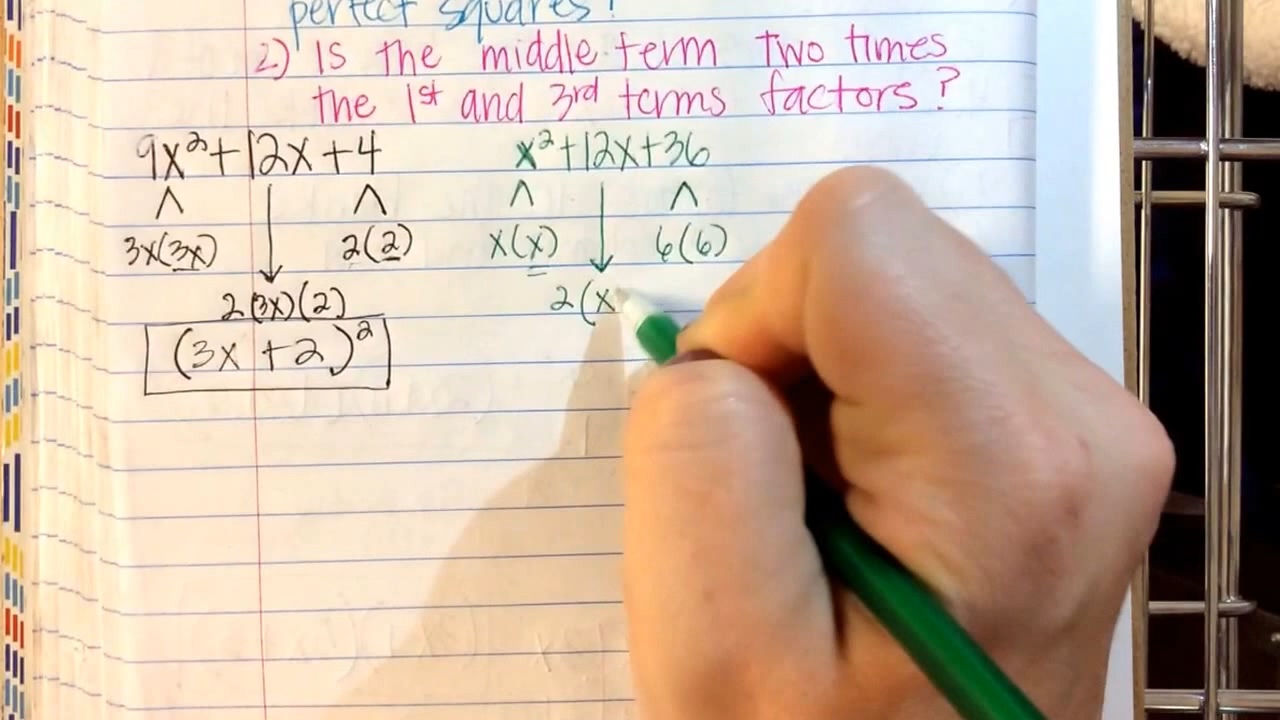 perfect squares?
2) Is the middle term two times
the 1st and 3rd terms factors?
9x²+12x+4
3x(3x) 2(2)
2(3x)(2)
(3x+2)²
x²+12x+36
x(x) 6(6)
2(x